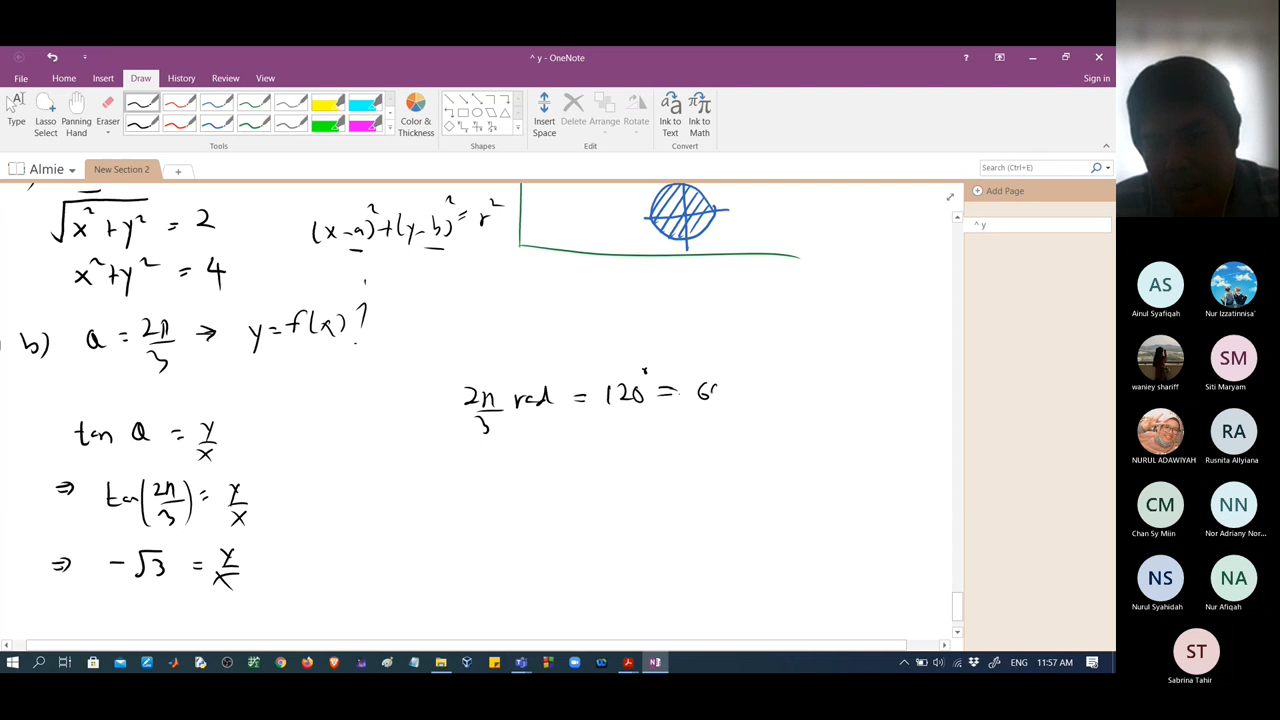 ^ y - OneNote
File Home Insert Draw History Review View
Sign in
Type
Lasso Select
Panning Hand
Eraser
Color & Thickness
Insert Space
Delete
Arrange
Rotate
Ink to Text
Ink to Math
Tools
Shapes
Edit
Convert
Almie
New Section 2
+
Search (Ctrl+E)
Add Page
^ y
√(x² + y²) = 2
(x-a)² + (y-b)² = r²
x² + y² = 4
b) θ = 2π/3 → y = f(x)?
2π/3 rad = 120° = 60
tan θ = y/x
⇒ tan(2π/3) = y/x
⇒ -√3 = y/x
AS
Ainul Syafiqah
Nur Izzatinnisa'
waniey shariff
SM
Siti Maryam
NURUL ADAWIYAH
RA
Rusnita Allyiana
CM
Chan Sy Miin
NN
Nor Adriany Nor...
NS
Nurul Syahidah
NA
Nur Afiqah
ST
Sabrina Tahir
ENG
11:57 AM